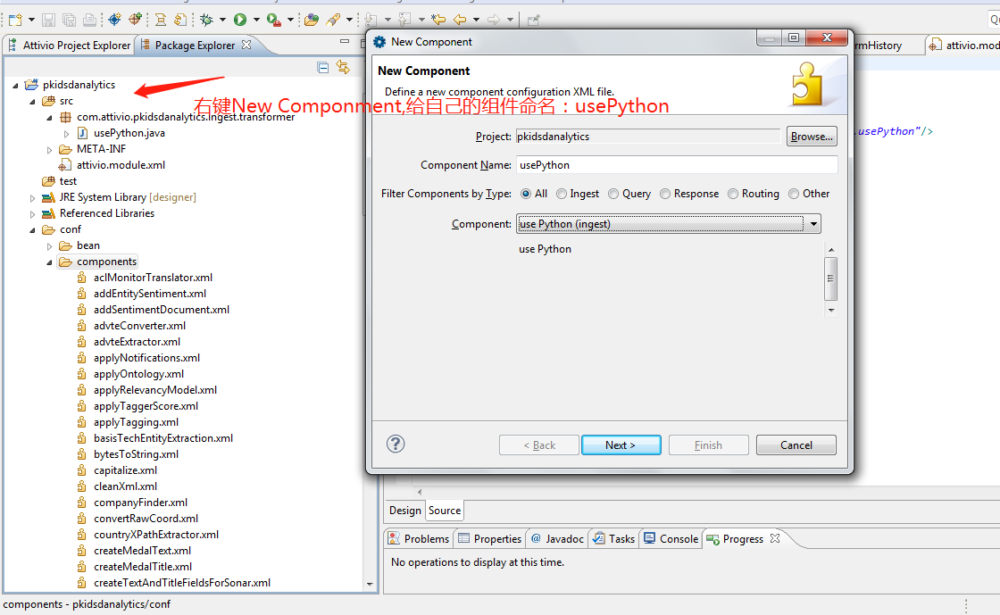 Attivio Project Explorer
Package Explorer
pkidsdanalytics
src
com.attivio.pkidsdanalytics.ingest.transformer
usePython.java
META-INF
attivio.module.xml
test
JRE System Library [designer]
Referenced Libraries
conf
bean
components
aclMonitorTranslator.xml
addEntitySentiment.xml
addSentimentDocument.xml
advteConverter.xml
advteExtractor.xml
applyNotifications.xml
applyOntology.xml
applyRelevancyModel.xml
applyTaggerScore.xml
applyTagging.xml
basisTechEntityExtraction.xml
bytesToString.xml
capitalize.xml
cleanXml.xml
companyFinder.xml
convertRawCoord.xml
countryXPathExtractor.xml
createMedalText.xml
createMedalTitle.xml
createTextAndTitleFieldsForSonar.xml
components - pkidsdanalytics/conf
右键New Componment,给自己的组件命名：usePython
New Component
New Component
Define a new component configuration XML file.
Project: pkidsdanalytics Browse...
Component Name: usePython
Filter Components by Type: All Ingest Query Response Routing Other
Component: use Python (ingest)
use Python
< Back Next > Finish Cancel
rmHistory
attivio.mod
.usePython"/>
Design Source
Problems Properties @ Javadoc Tasks Console Progress
No operations to display at this time.